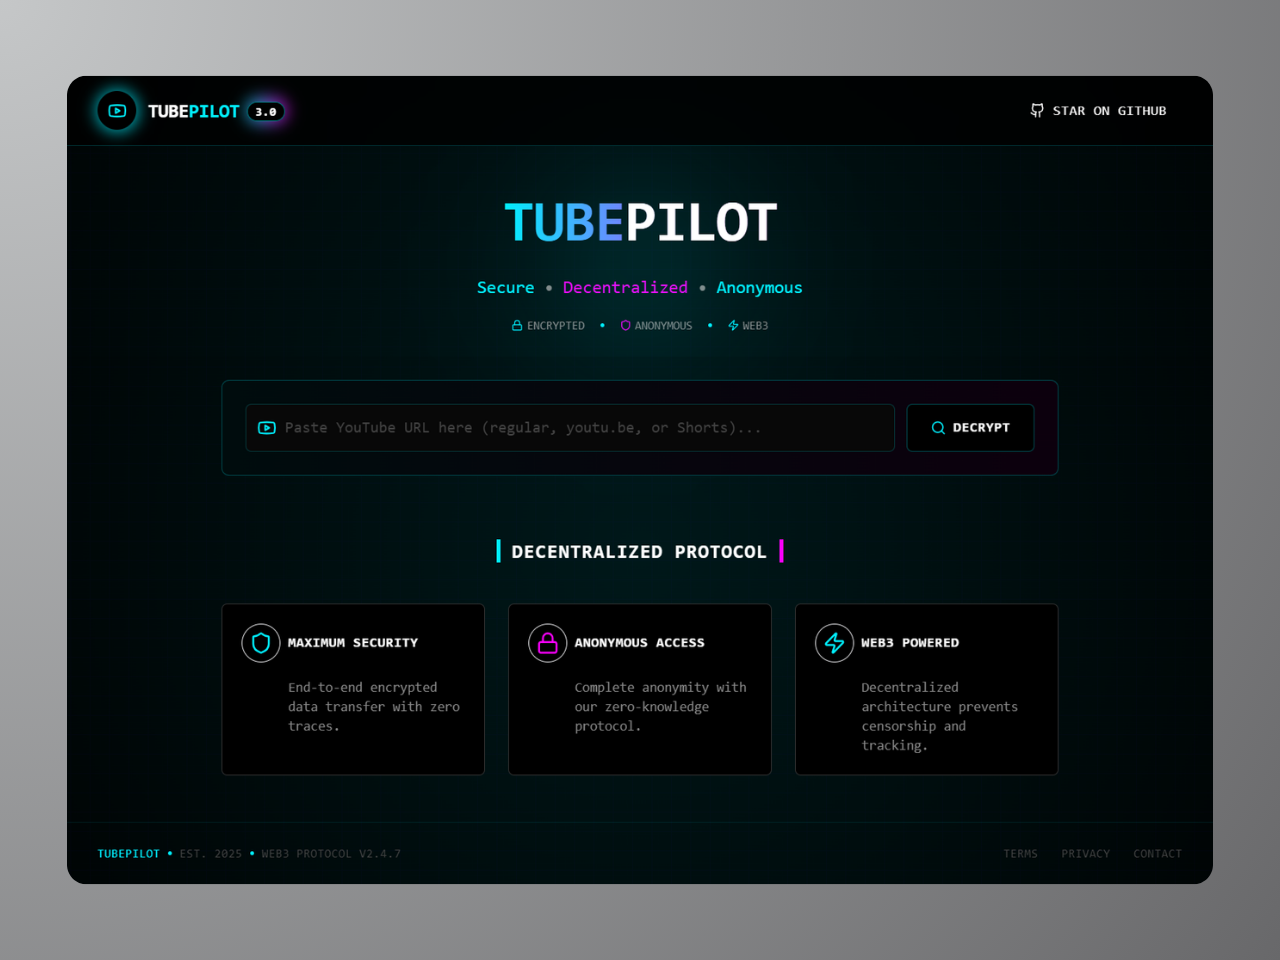 TUBEPILOT 3.0
STAR ON GITHUB
TUBEPILOT
Secure • Decentralized • Anonymous
ENCRYPTED • ANONYMOUS • WEB3
Paste YouTube URL here (regular, youtu.be, or Shorts)...
DECRYPT
DECENTRALIZED PROTOCOL
MAXIMUM SECURITY
End-to-end encrypted
data transfer with zero
traces.
ANONYMOUS ACCESS
Complete anonymity with
our zero-knowledge
protocol.
WEB3 POWERED
Decentralized
architecture prevents
censorship and
tracking.
TUBEPILOT • EST. 2025 • WEB3 PROTOCOL V2.4.7
TERMS PRIVACY CONTACT